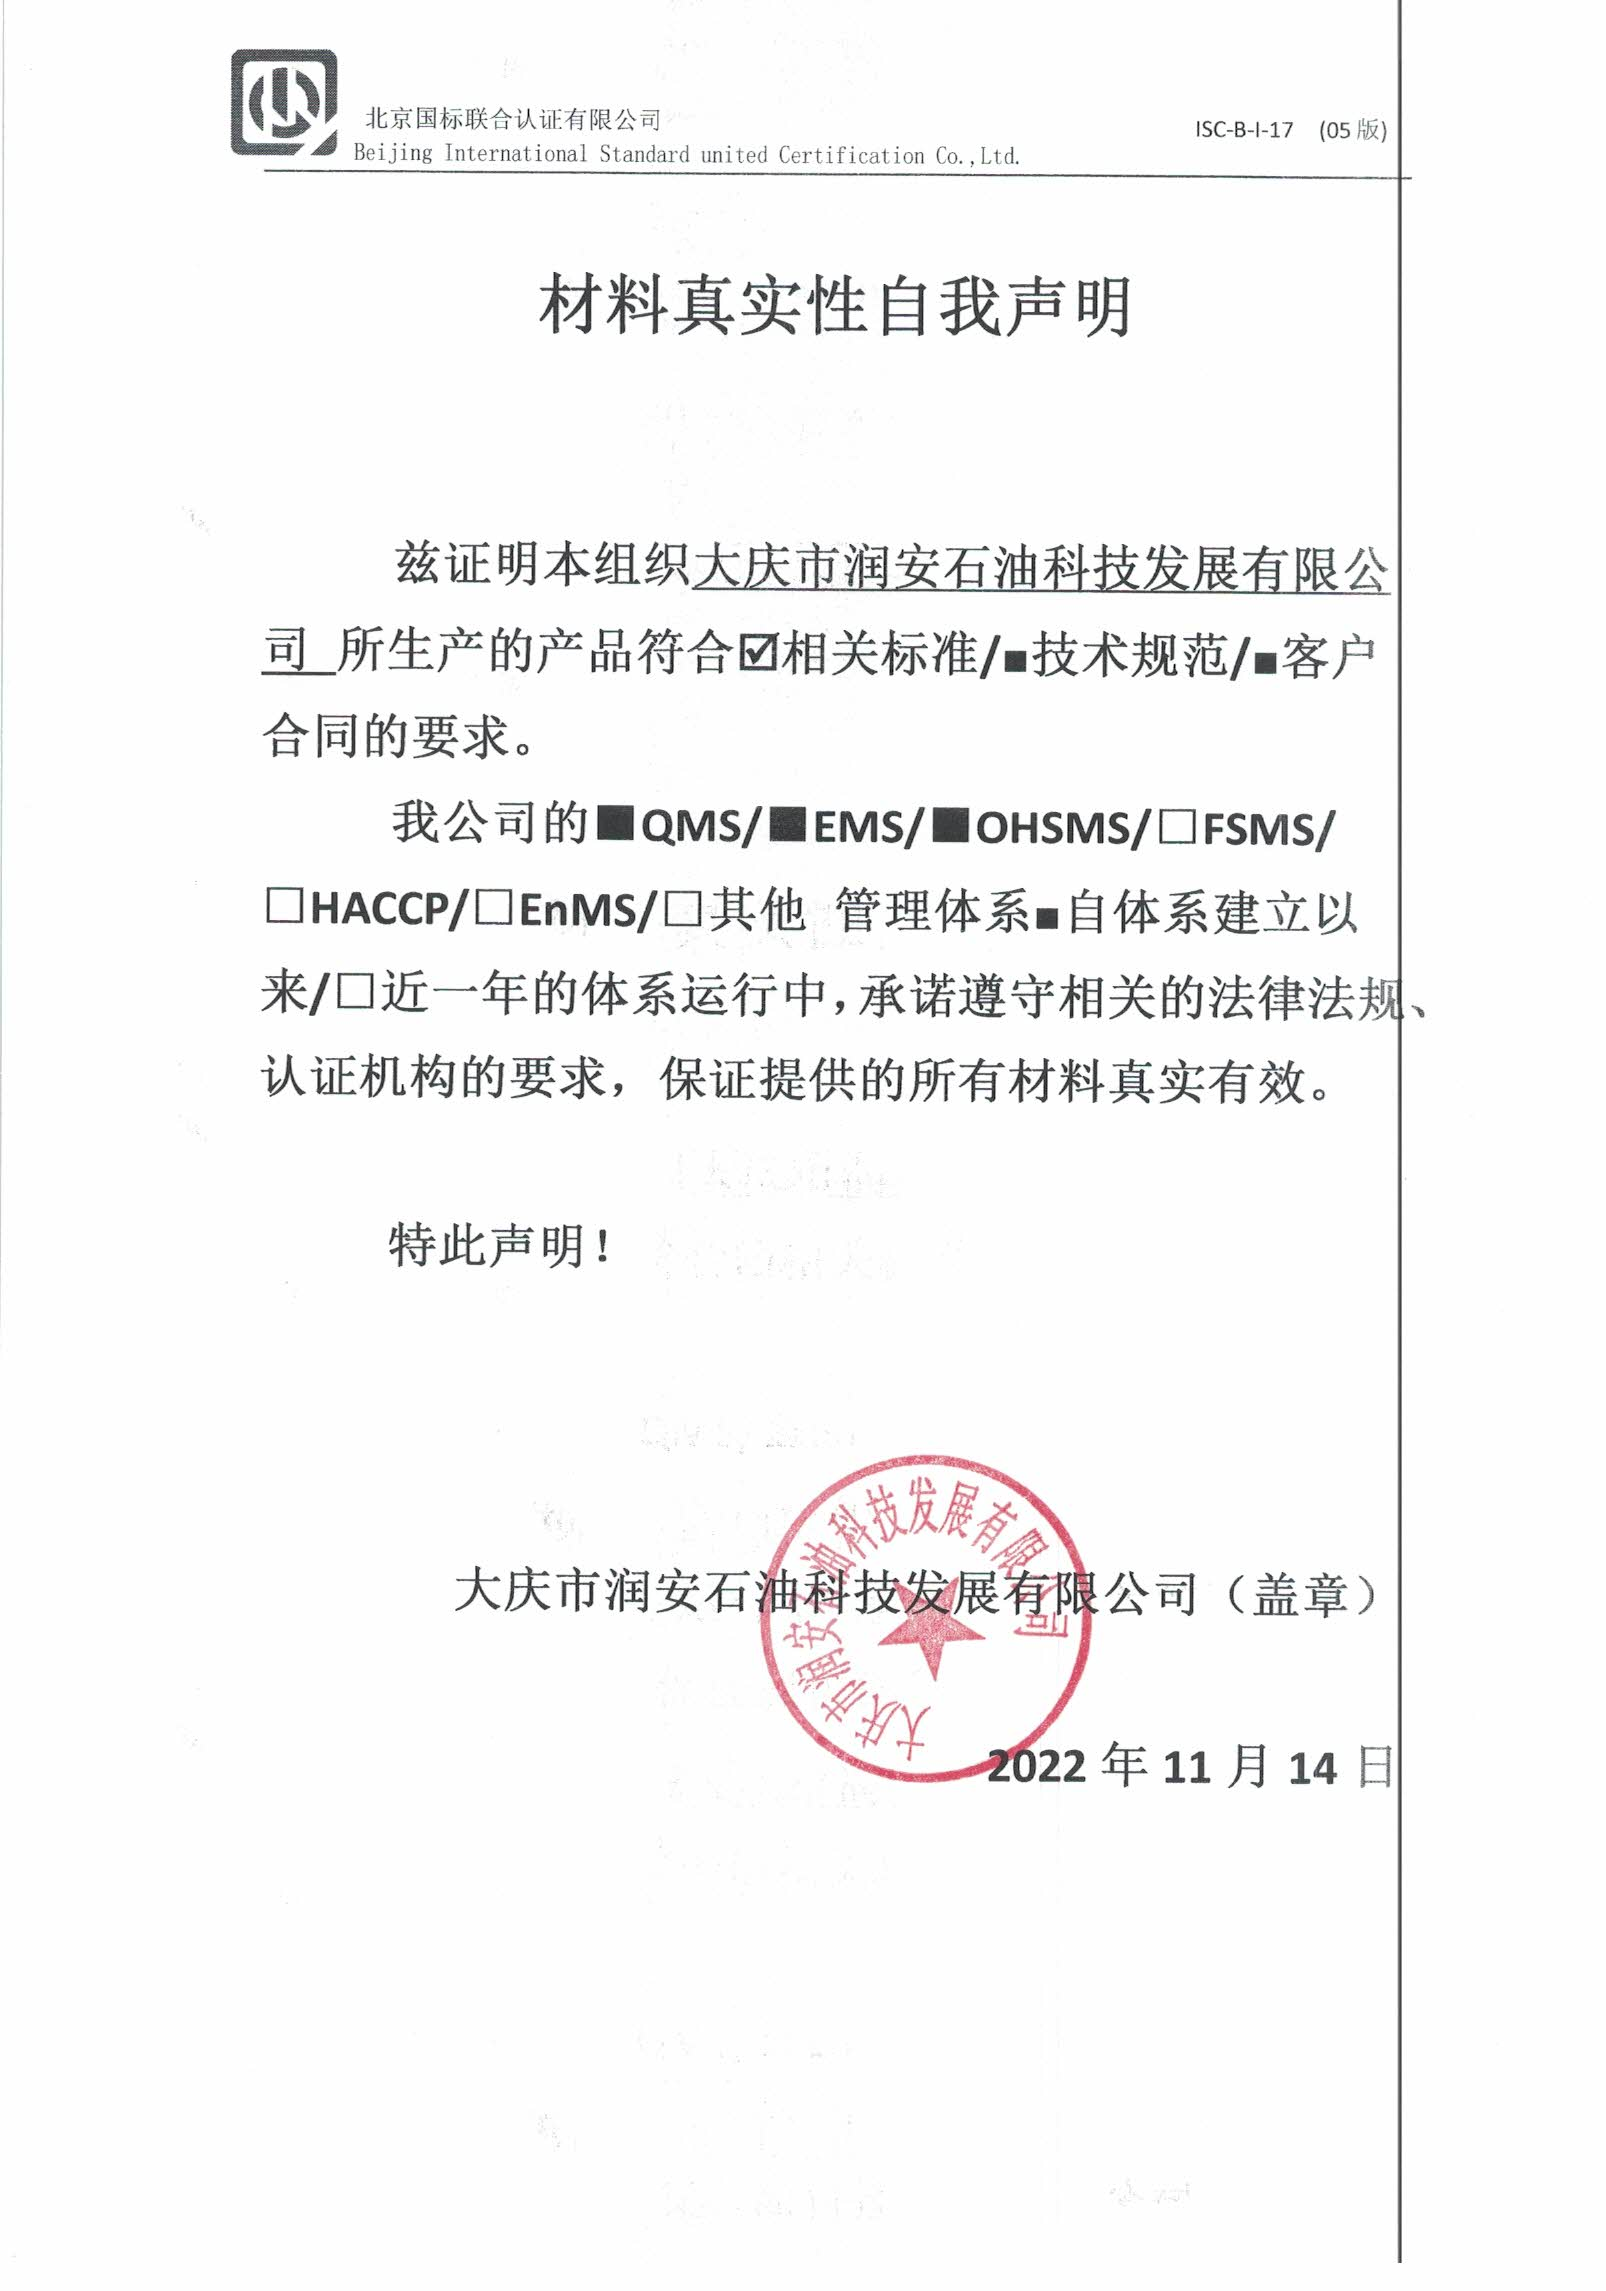 北京国标联合认证有限公司
ISC-B-I-17 (05版)
Beijing International Standard united Certification Co.,Ltd.
材料真实性自我声明
兹证明本组织大庆市润安石油科技发展有限公
司 所生产的产品符合☑相关标准/■技术规范/■客户
合同的要求。
我公司的■QMS/■EMS/■OHSMS/□FSMS/
□HACCP/□EnMS/□其他 管理体系■自体系建立以
来/□近一年的体系运行中,承诺遵守相关的法律法规、
认证机构的要求，保证提供的所有材料真实有效。
特此声明！
大庆市润安石油科技发展有限公司
大庆市润安石油科技发展有限公司（盖章）
2022 年 11 月 14 日